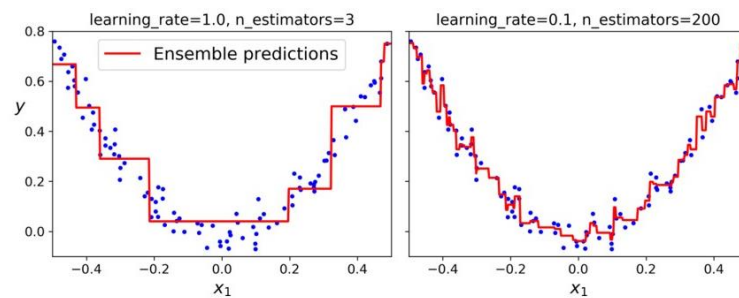 learning_rate=1.0, n_estimators=3
learning_rate=0.1, n_estimators=200
0.8
0.6
0.4
0.2
0.0
y
Ensemble predictions
−0.4 −0.2 0.0 0.2 0.4
−0.4 −0.2 0.0 0.2 0.4
x₁
x₁